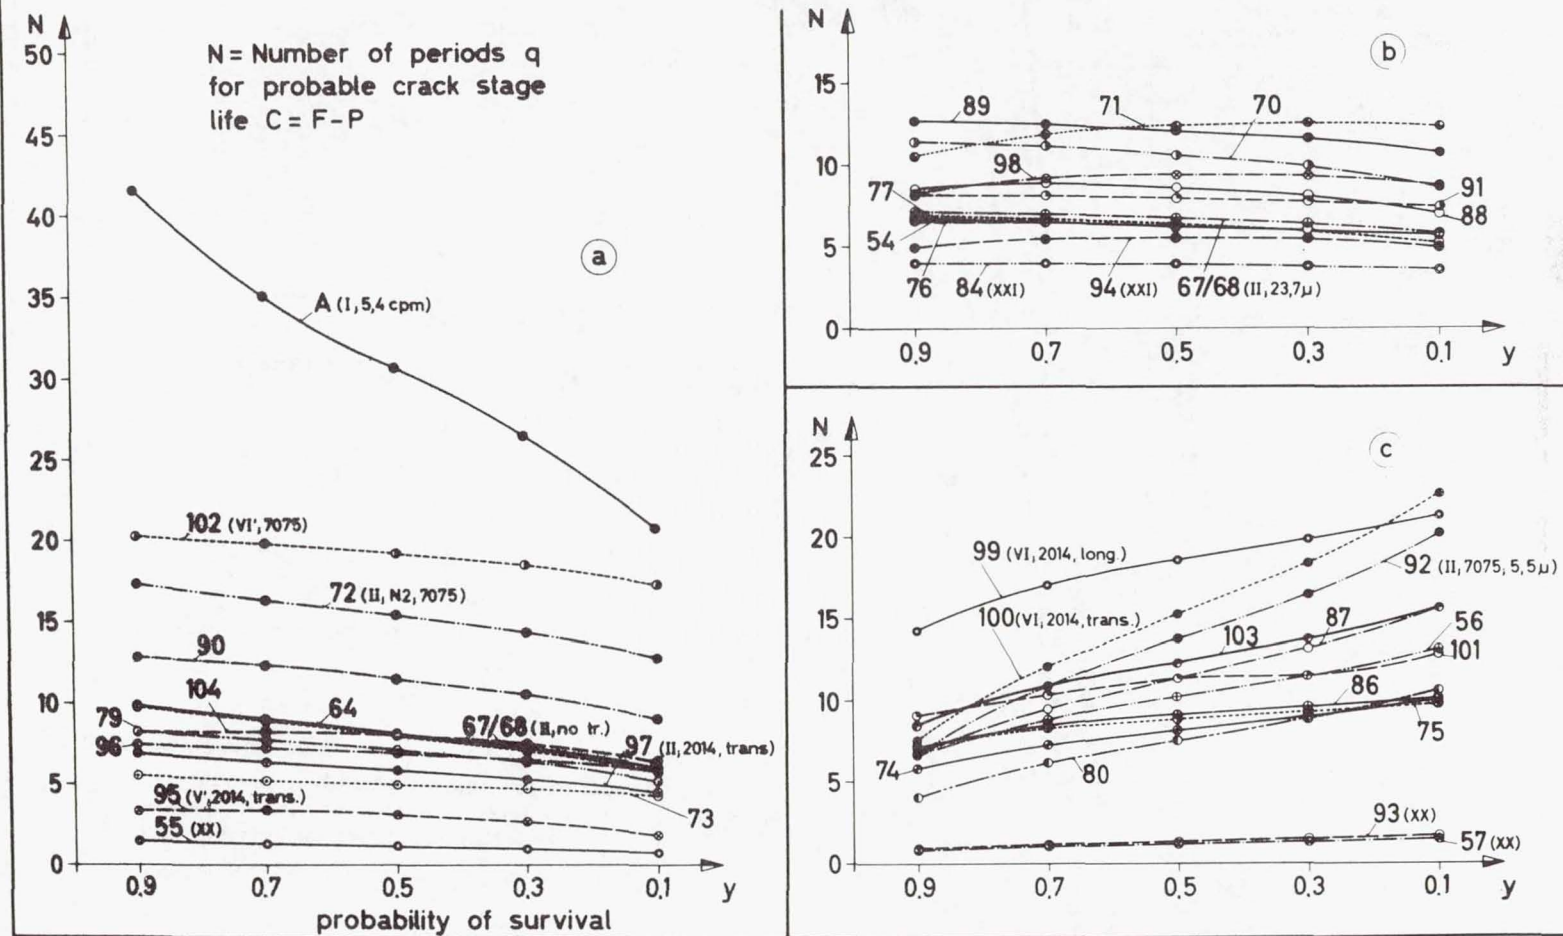 N
50
45
40
35
30
25
20
15
10
5
0
N = Number of periods q
for probable crack stage
life C = F-P
a
A (I, 5,4 cpm)
102 (VI', 7075)
72 (II, N2, 7075)
90
104
64
79
67/68 (II, no tr.)
96
97 (II, 2014, trans)
95 (V', 2014, trans.)
73
55 (XX)
0.9 0.7 0.5 0.3 0.1 y
probability of survival
N
15
10
5
0
b
89
71
70
98
77
91
88
54
76
84 (XXI)
94 (XXI)
67/68 (II, 23,7µ)
0.9 0.7 0.5 0.3 0.1 y
N
25
20
15
10
5
0
c
99 (VI, 2014, long.)
92 (II, 7075, 5,5µ)
100 (VI, 2014, trans.)
87
56
103
101
86
75
74
80
93 (XX)
57 (XX)
0.9 0.7 0.5 0.3 0.1 y